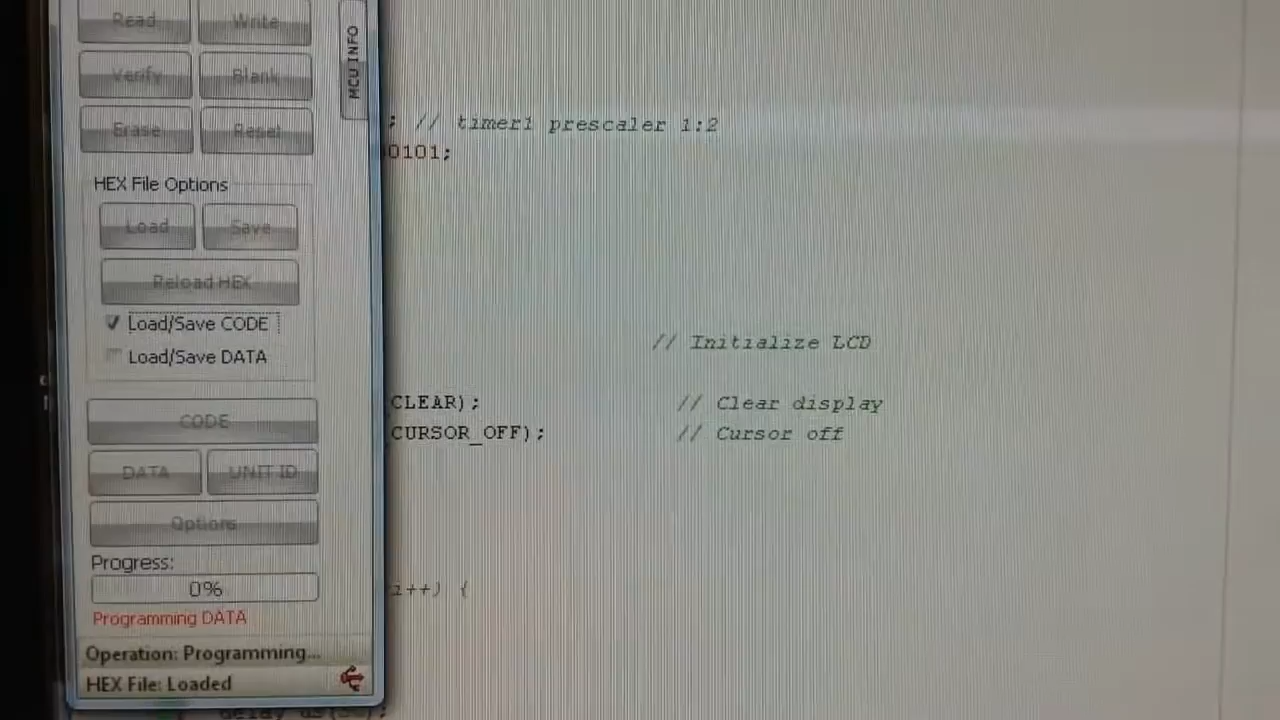 Read Write
MCU INFO
Verify Blank
Erase Reset
; // timer1 prescaler 1:2
0101;
HEX File Options
Load Save
Reload HEX
Load/Save CODE
// Initialize LCD
Load/Save DATA
CLEAR); // Clear display
CODE
CURSOR_OFF); // Cursor off
DATA UNIT ID
Options
Progress:
0%
i++) {
Programming DATA
Operation: Programming...
HEX File: Loaded